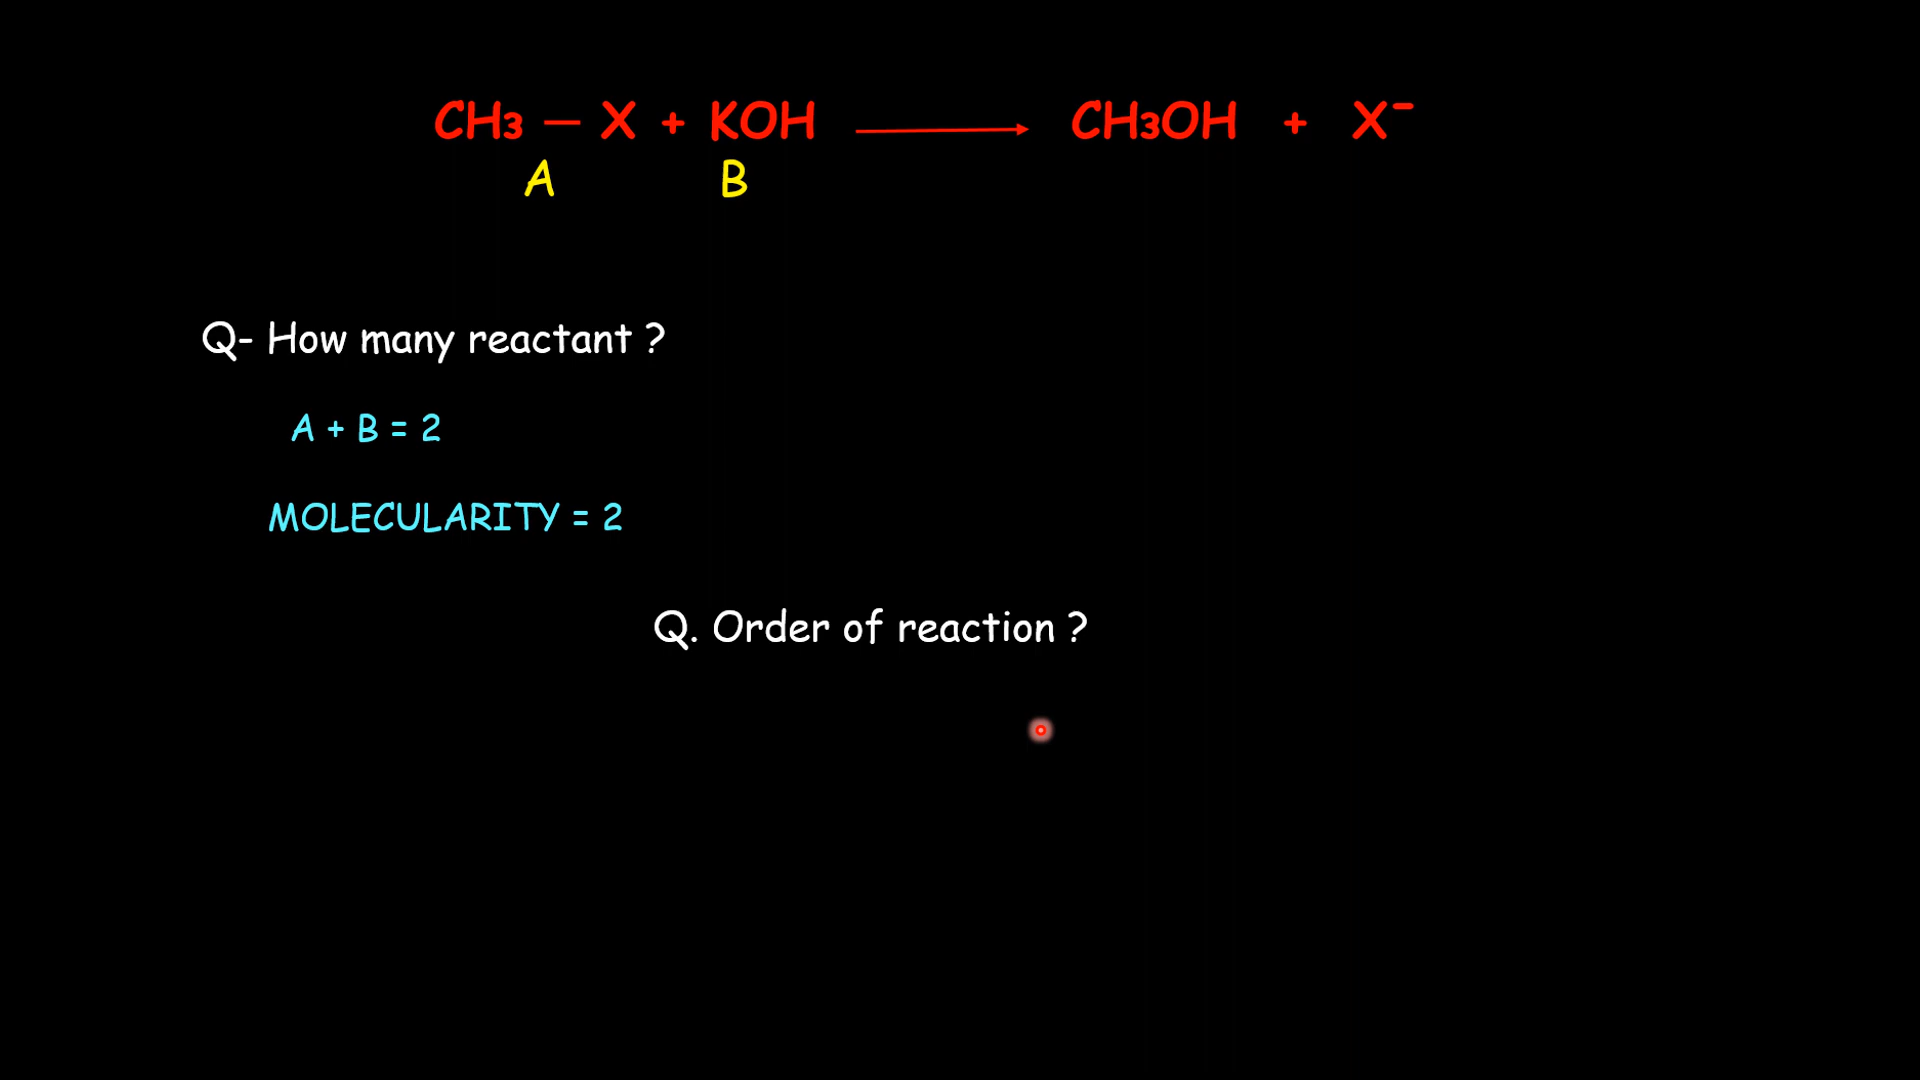 CH3 — X + KOH ⟶ CH3OH + X⁻
A B
Q- How many reactant ?
A + B = 2
MOLECULARITY = 2
Q. Order of reaction ?